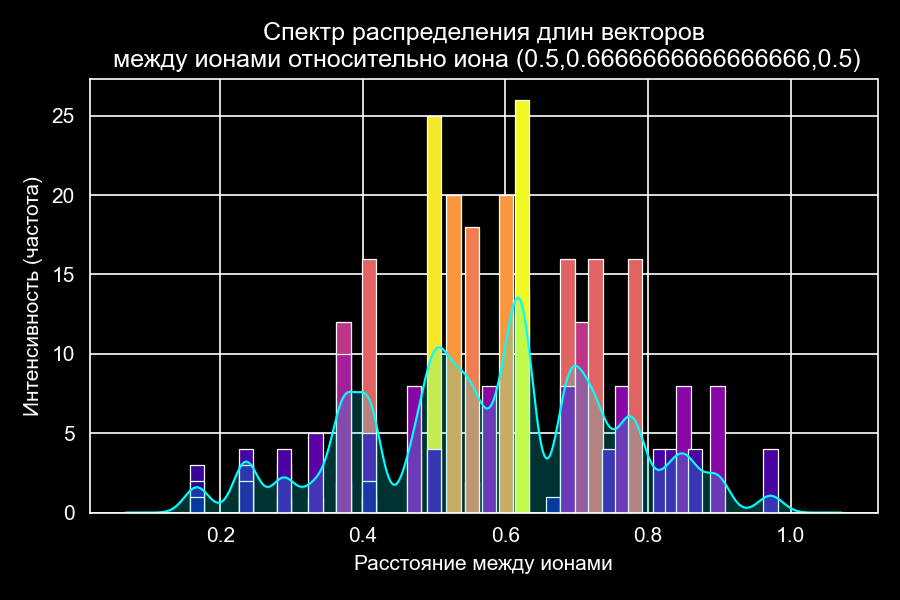 Спектр распределения длин векторов
между ионами относительно иона (0.5,0.6666666666666666,0.5)
Интенсивность (частота)
25
20
15
10
5
0
0.2 0.4 0.6 0.8 1.0
Расстояние между ионами